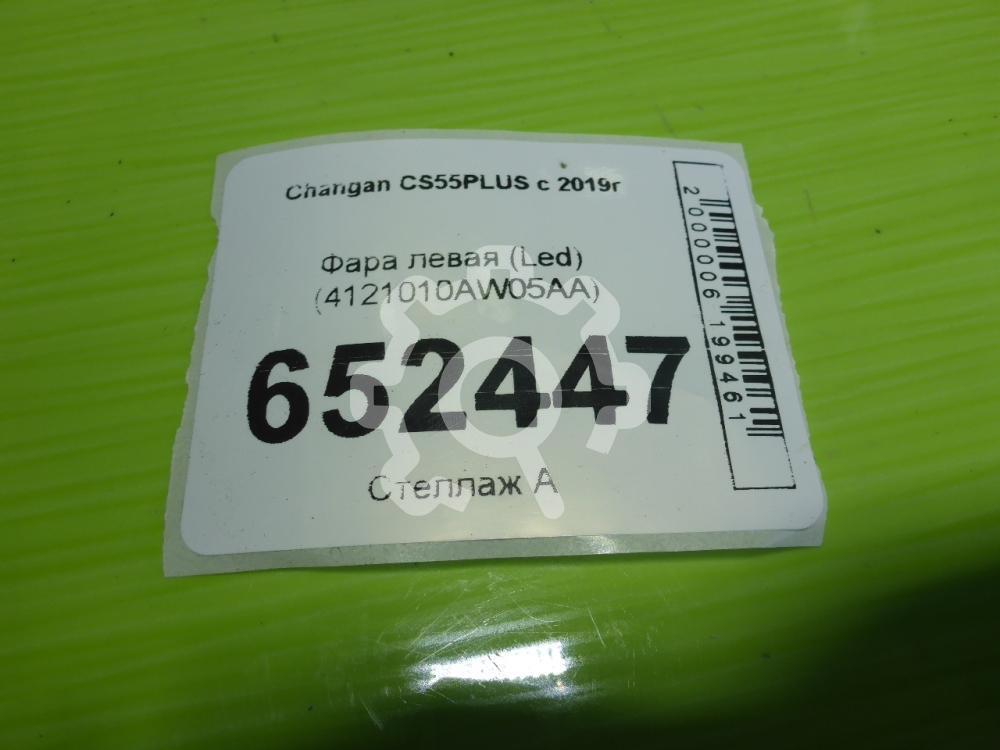 Changan CS55PLUS с 2019г
Фара левая (Led)
(4121010AW05AA)
652447
Стеллаж А
2000006199461